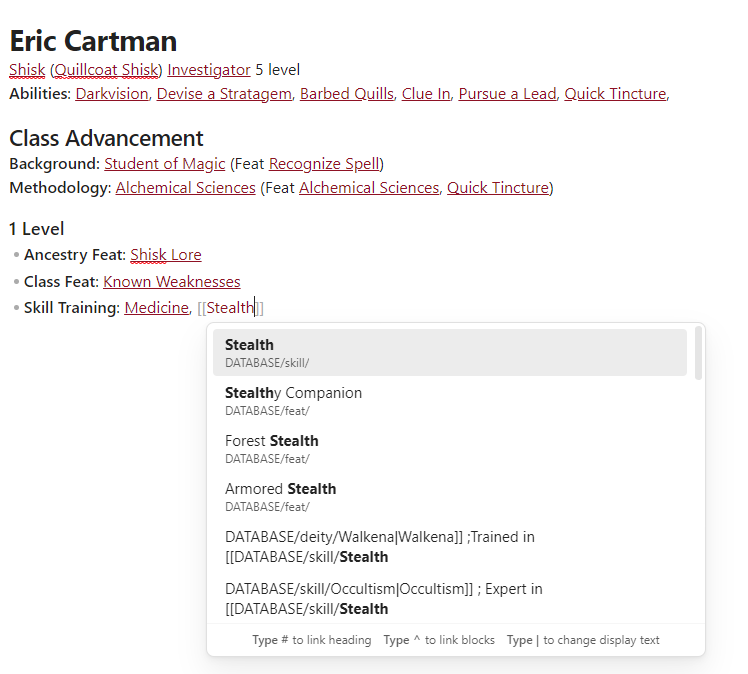 Eric Cartman
Shisk (Quillcoat Shisk) Investigator 5 level
Abilities: Darkvision, Devise a Stratagem, Barbed Quills, Clue In, Pursue a Lead, Quick Tincture,
Class Advancement
Background: Student of Magic (Feat Recognize Spell)
Methodology: Alchemical Sciences (Feat Alchemical Sciences, Quick Tincture)
1 Level
• Ancestry Feat: Shisk Lore
• Class Feat: Known Weaknesses
• Skill Training: Medicine, [[Stealth]]
Stealth
DATABASE/skill/
Stealthy Companion
DATABASE/feat/
Forest Stealth
DATABASE/feat/
Armored Stealth
DATABASE/feat/
DATABASE/deity/Walkena|Walkena]] ;Trained in
[[DATABASE/skill/Stealth
DATABASE/skill/Occultism|Occultism]] ; Expert in
[[DATABASE/skill/Stealth
Type # to link heading Type ^ to link blocks Type | to change display text